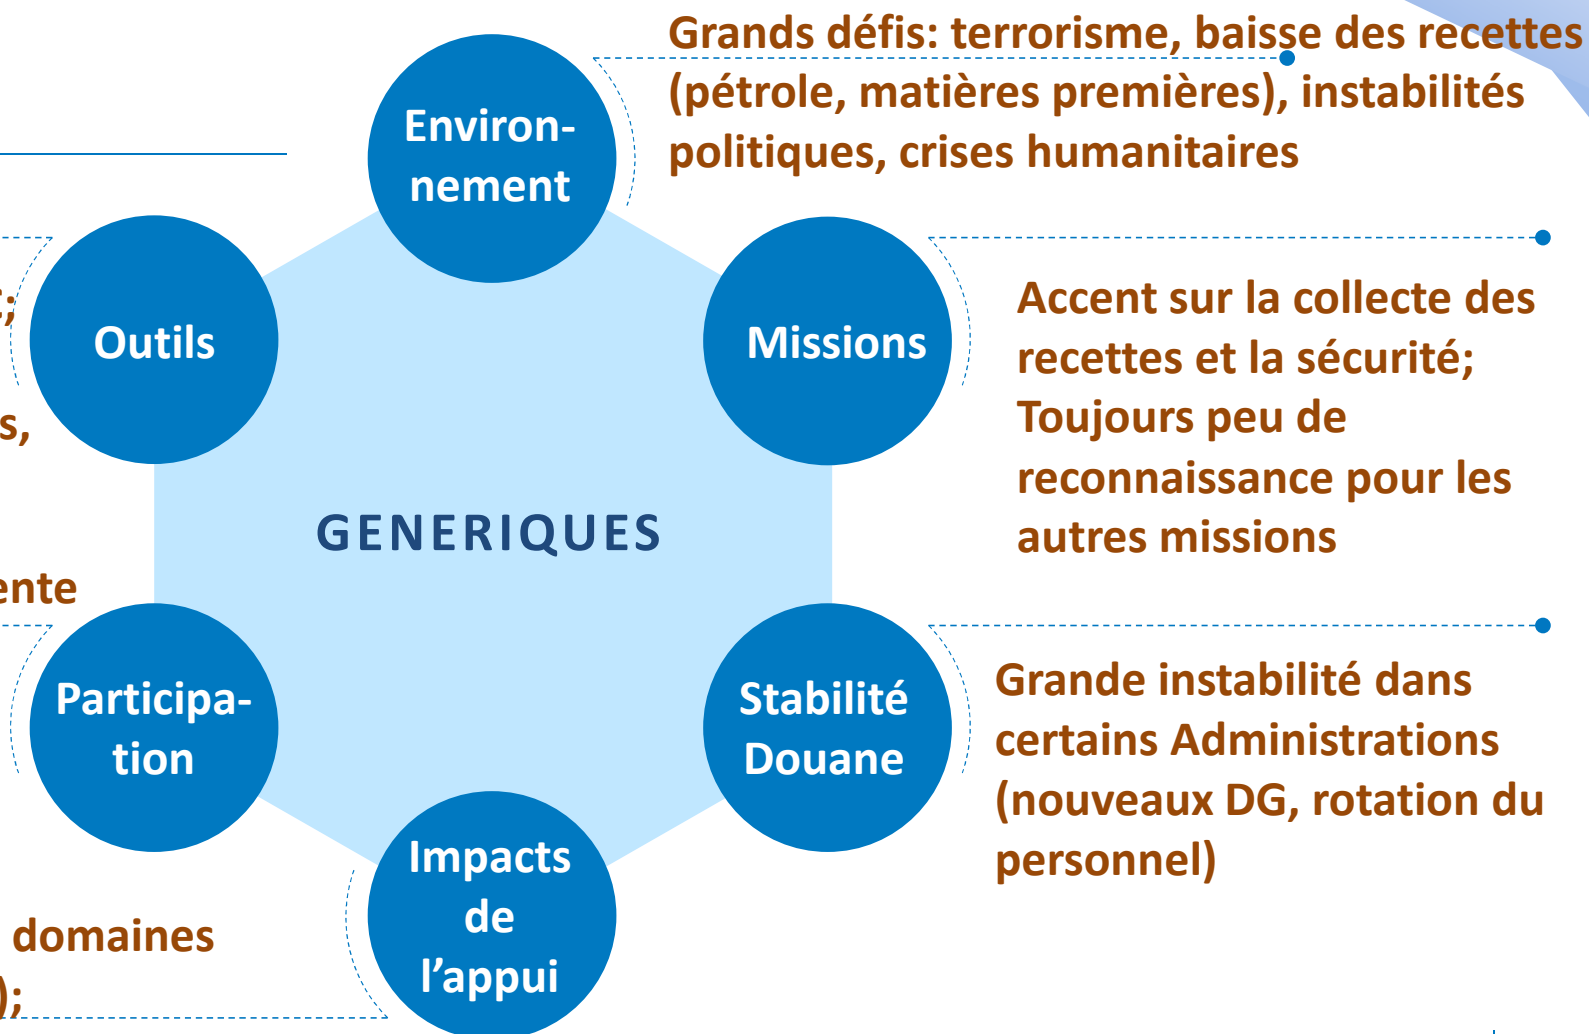 Grands défis: terrorisme, baisse des recettes
(pétrole, matières premières), instabilités
politiques, crises humanitaires
Environ-
nement
Outils
s,
Missions
Accent sur la collecte des
recettes et la sécurité;
Toujours peu de
reconnaissance pour les
autres missions
GENERIQUES
ente
Participa-
tion
Stabilité
Douane
Grande instabilité dans
certains Administrations
(nouveaux DG, rotation du
personnel)
Impacts
de
l’appui
domaines
);